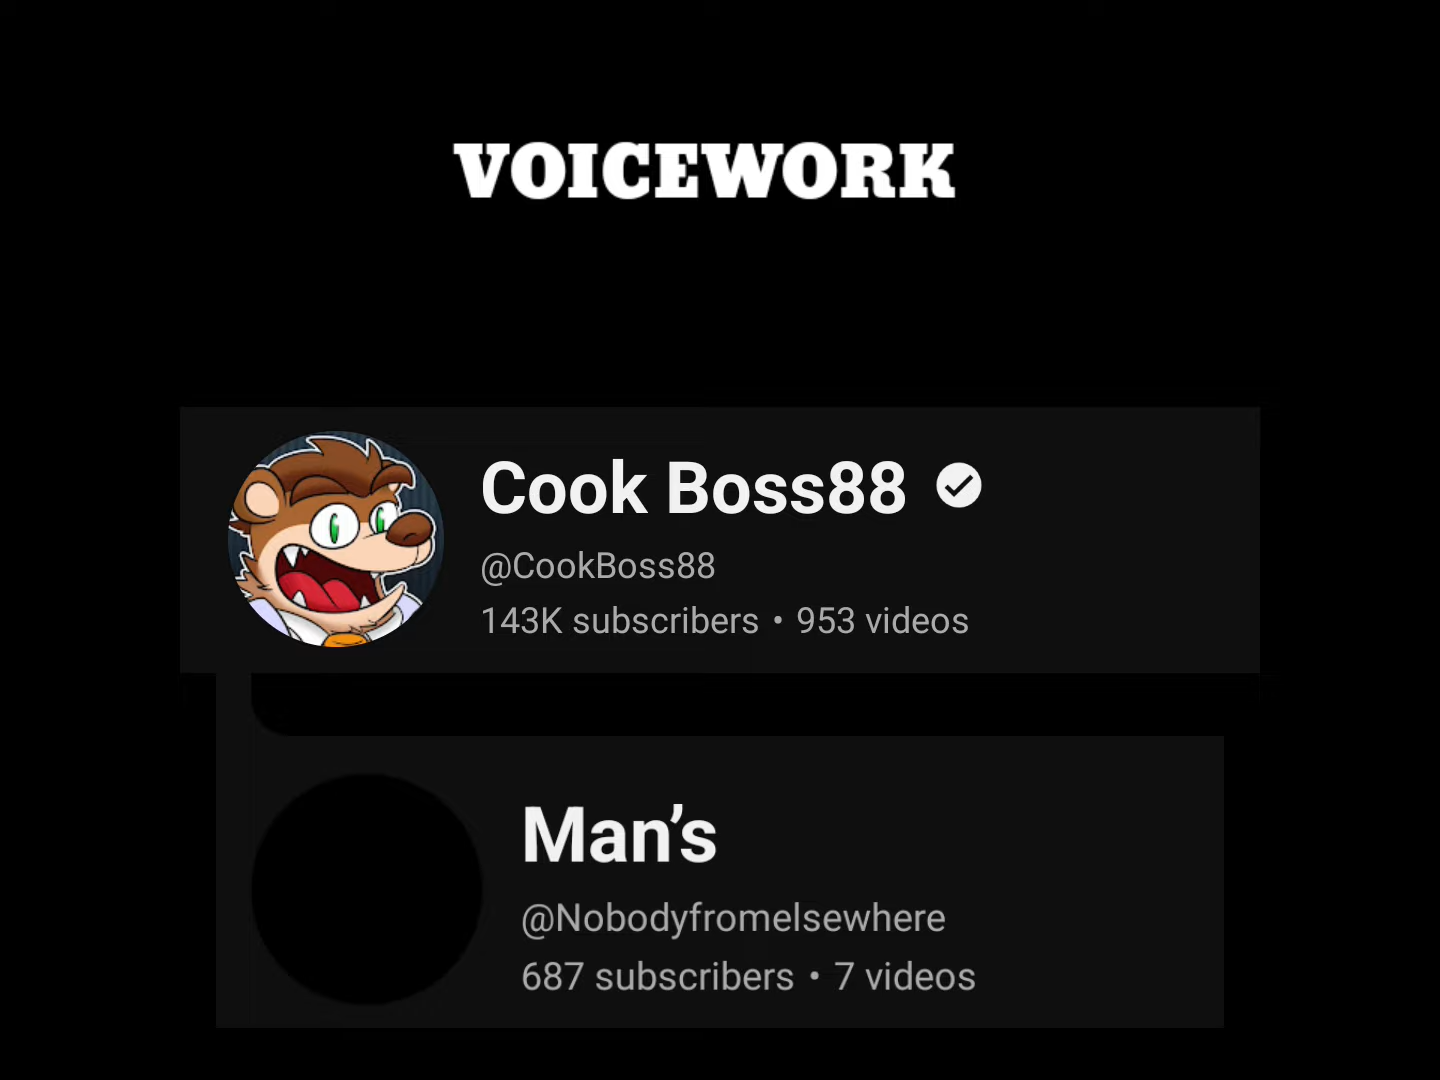 VOICEWORK
Cook Boss88
@CookBoss88
143K subscribers • 953 videos
Man’s
@Nobodyfromelsewhere
687 subscribers • 7 videos